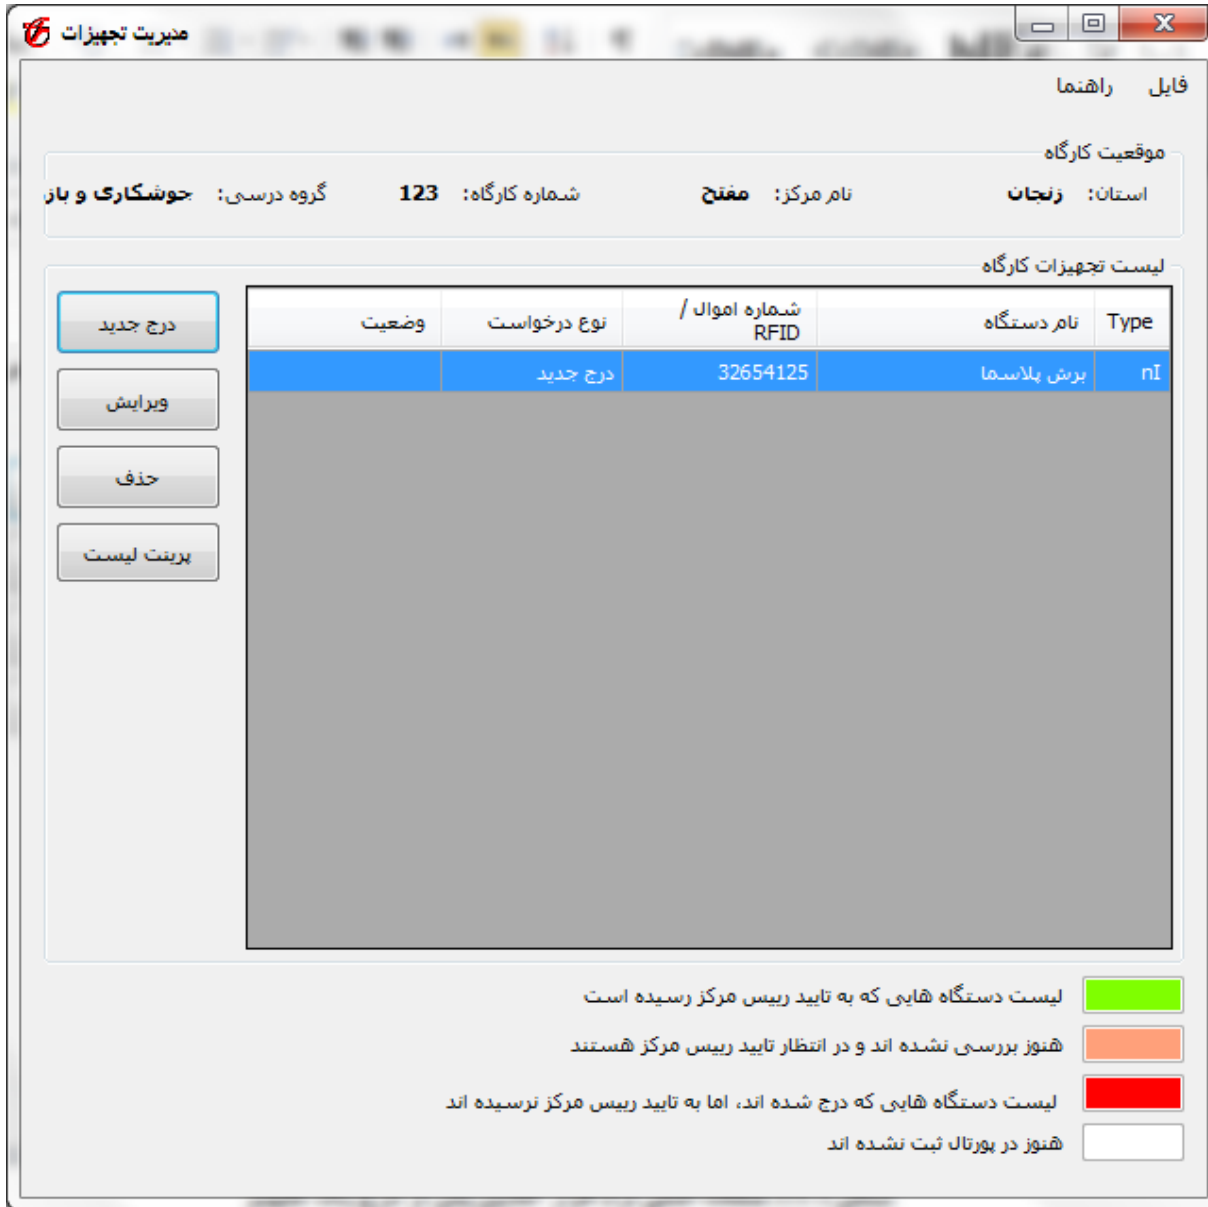 مدیریت تجهیزات
فایل راهنما
موقعیت کارگاه
استان: زنجان نام مرکز: مفتح شماره کارگاه: 123 گروه درسی: جوشکاری و باز
لیست تجهیزات کارگاه
Type نام دستگاه شماره اموال / RFID نوع درخواست وضعیت
nI برش پلاسما 32654125 درج جدید
درج جدید
ویرایش
حذف
پرینت لیست
لیست دستگاه هایی که به تایید رییس مرکز رسیده است
هنوز بررسی نشده اند و در انتظار تایید رییس مرکز هستند
لیست دستگاه هایی که درج شده اند، اما به تایید رییس مرکز نرسیده اند
هنوز در پورتال ثبت نشده اند